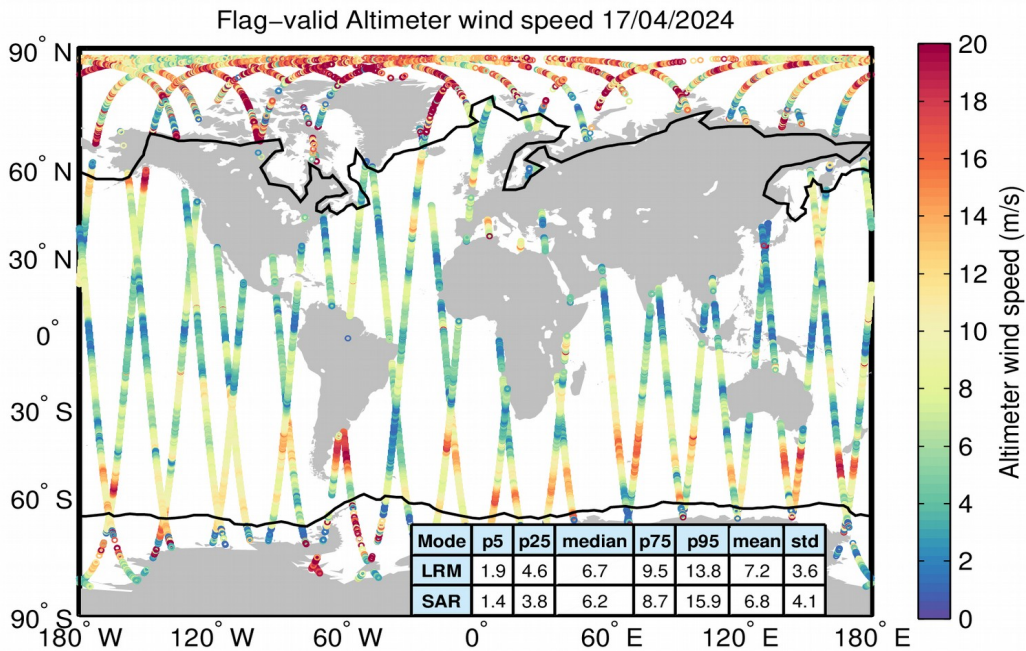 Flag−valid Altimeter wind speed 17/04/2024
90° N
60° N
30° N
0°
30° S
60° S
90° S
180° W
120° W
60° W
0°
60° E
120° E
180° E
Mode p5 p25 median p75 p95 mean std
LRM 1.9 4.6 6.7 9.5 13.8 7.2 3.6
SAR 1.4 3.8 6.2 8.7 15.9 6.8 4.1
20
18
16
14
12
10
8
6
4
2
0
Altimeter wind speed (m/s)